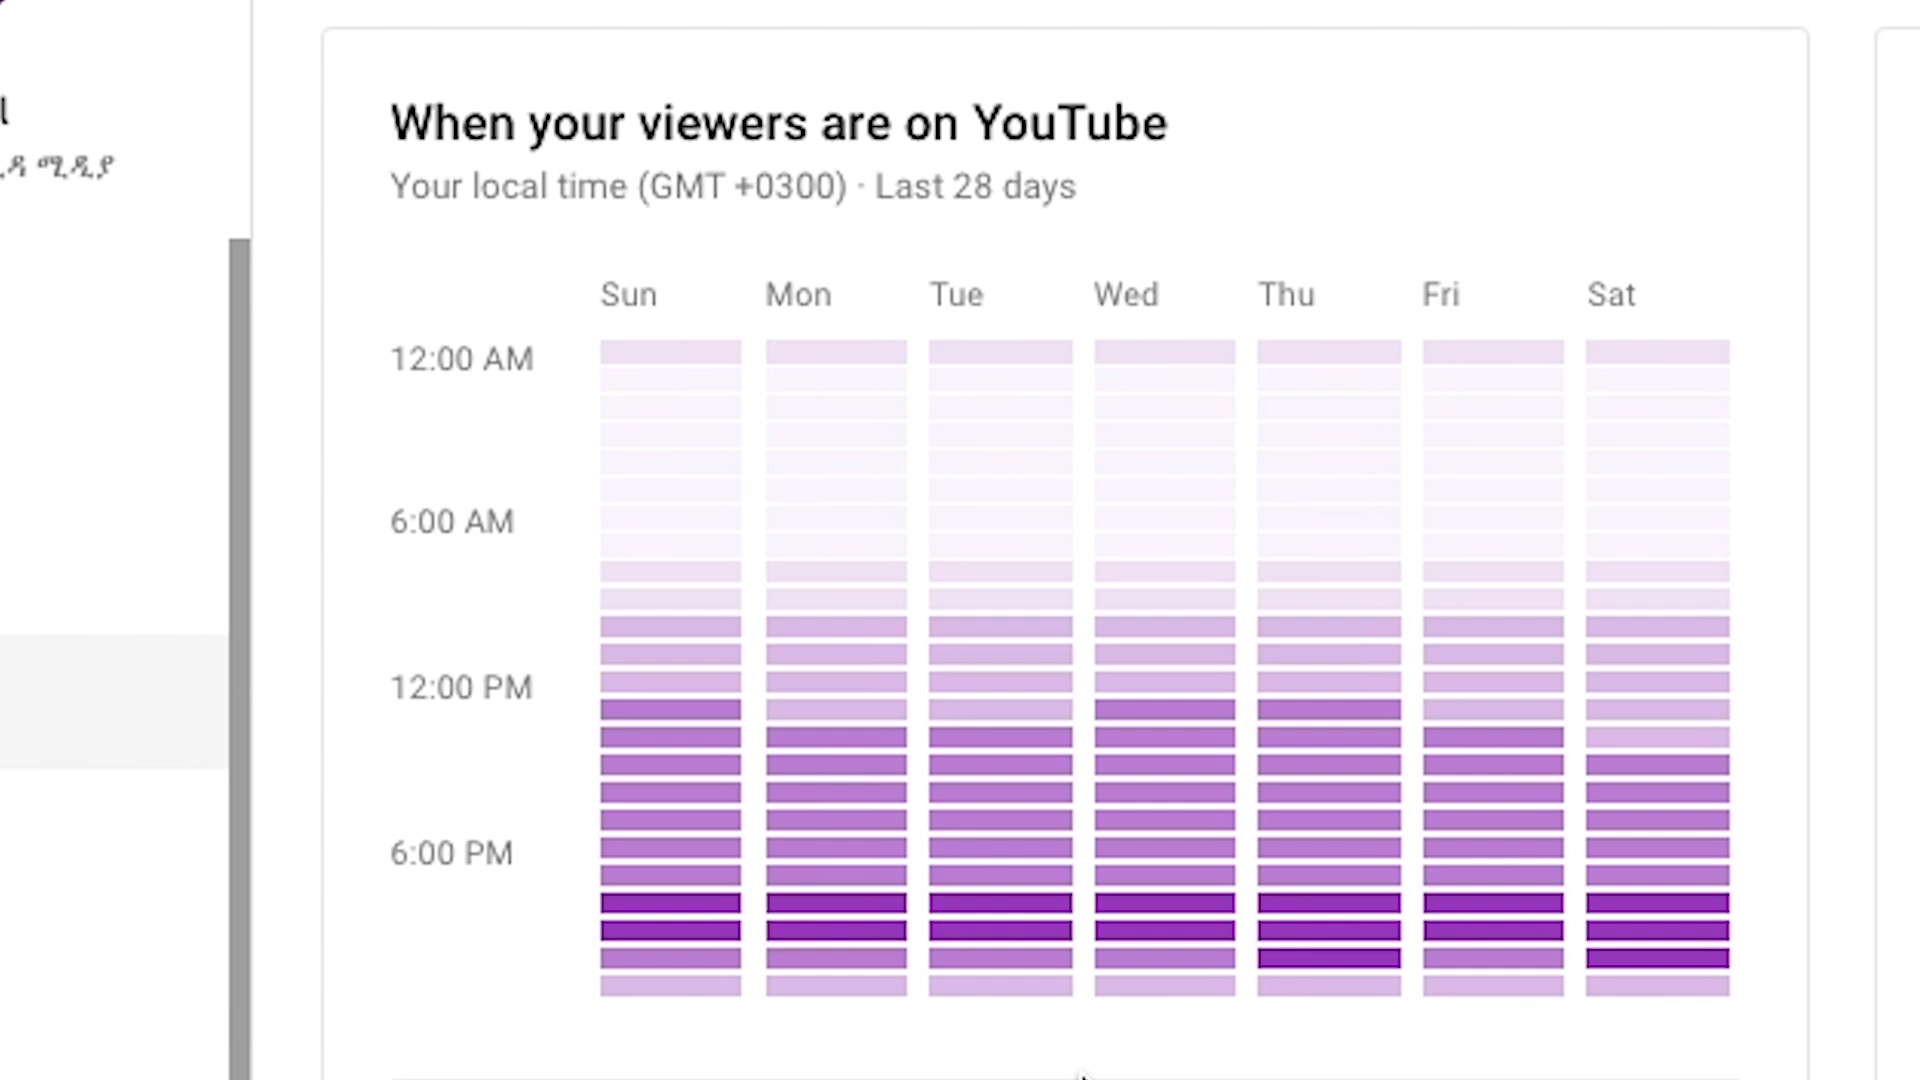 When your viewers are on YouTube
Your local time (GMT +0300) · Last 28 days
ሚዲያ
Sun Mon Tue Wed Thu Fri Sat
12:00 AM
6:00 AM
12:00 PM
6:00 PM